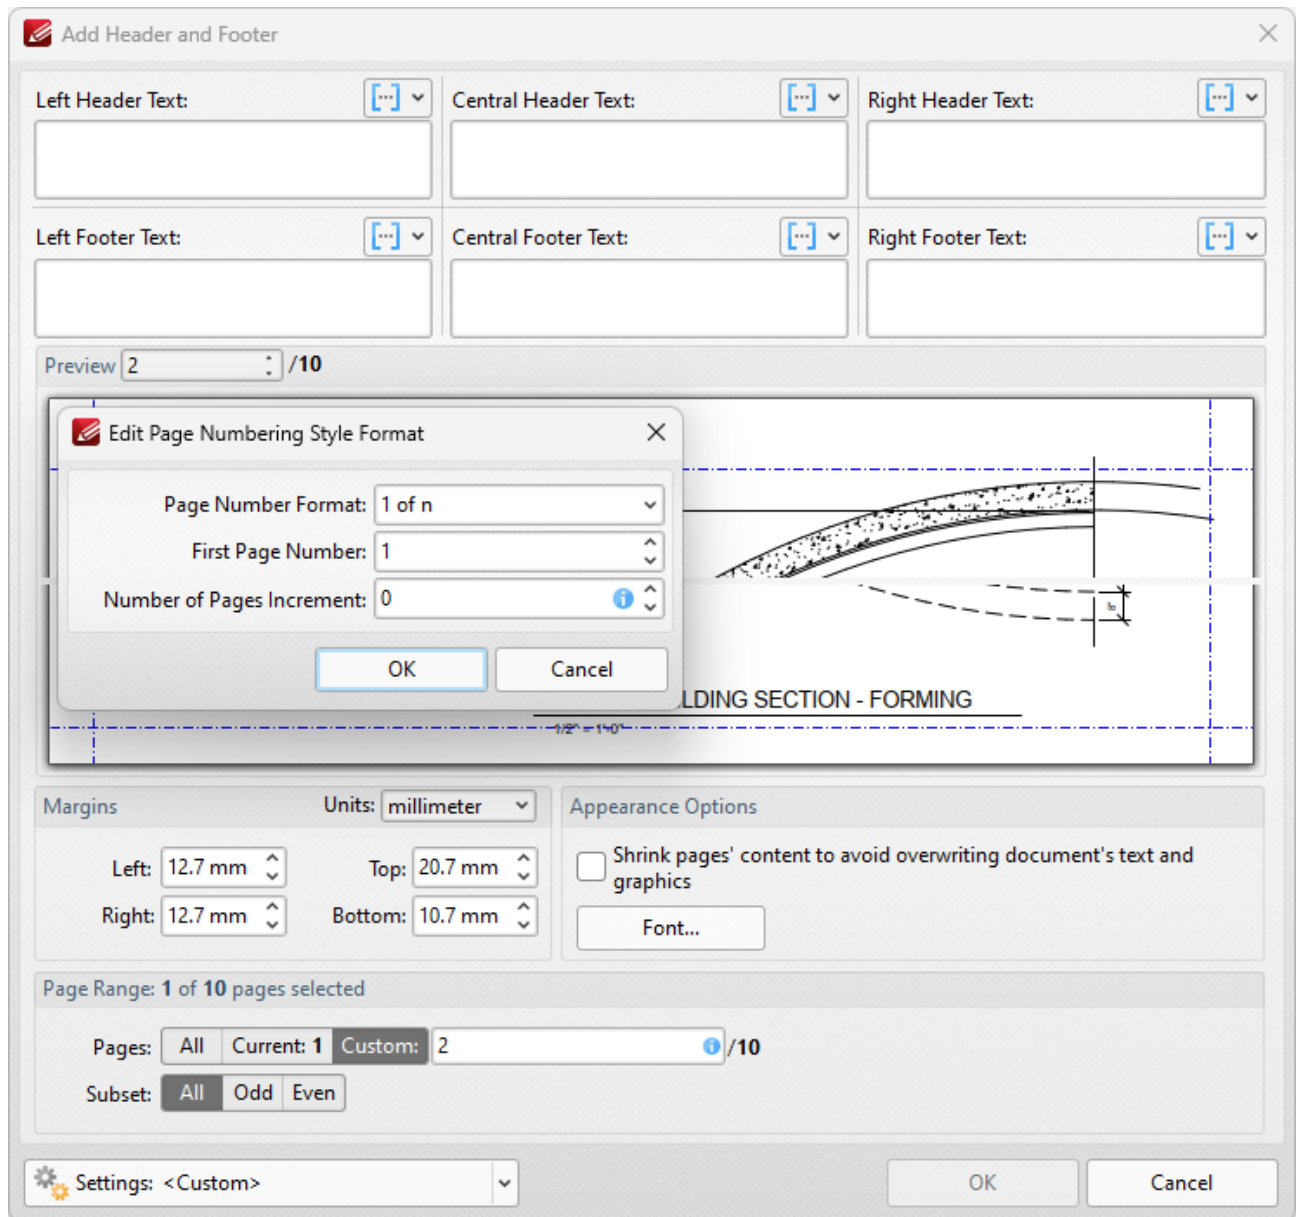 Add Header and Footer
Left Header Text:
Central Header Text:
Right Header Text:
Left Footer Text:
Central Footer Text:
Right Footer Text:
Preview 2 /10
Edit Page Numbering Style Format
Page Number Format: 1 of n
First Page Number: 1
Number of Pages Increment: 0
OK Cancel
LDING SECTION - FORMING
1/2" = 1'-0"
Margins
Units: millimeter
Left: 12.7 mm Top: 20.7 mm
Right: 12.7 mm Bottom: 10.7 mm
Appearance Options
Shrink pages' content to avoid overwriting document's text and
graphics
Font...
Page Range: 1 of 10 pages selected
Pages: All Current: 1 Custom: 2 /10
Subset: All Odd Even
Settings: <Custom>
OK Cancel